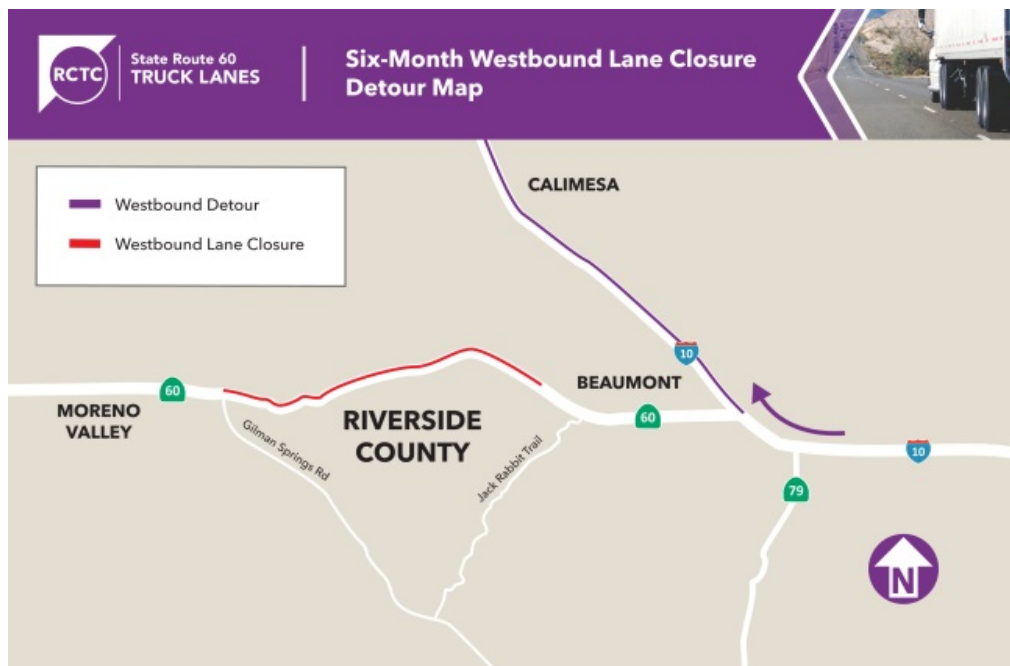 RCTC
State Route 60
TRUCK LANES
Six-Month Westbound Lane Closure
Detour Map
Westbound Detour
Westbound Lane Closure
CALIMESA
10
BEAUMONT
60
MORENO
VALLEY
RIVERSIDE
COUNTY
60
Gilman Springs Rd
Jack Rabbit Trail
10
79
N